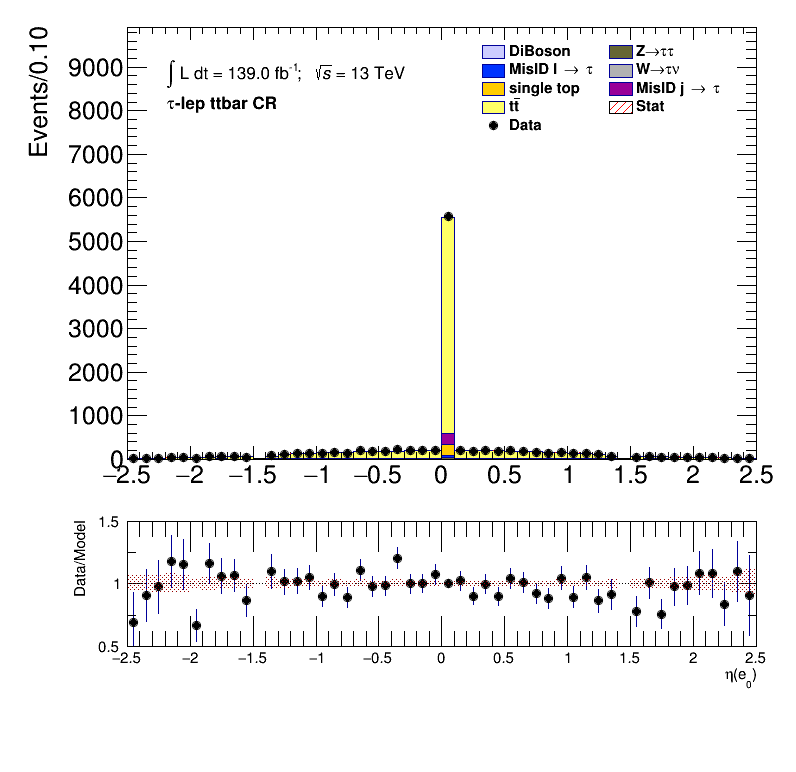 Events/0.10
∫ L dt = 139.0 fb⁻¹; √s = 13 TeV
τ-lep ttbar CR
DiBoson
MisID l → τ
single top
tt̄
Data
Z→ττ
W→τν
MisID j → τ
Stat
9000
8000
7000
6000
5000
4000
3000
2000
1000
0
−2.5 −2 −1.5 −1 −0.5 0 0.5 1 1.5 2 2.5
Data/Model
1.5
1
0.5
−2.5 −2 −1.5 −1 −0.5 0 0.5 1 1.5 2 2.5
η(e₀)